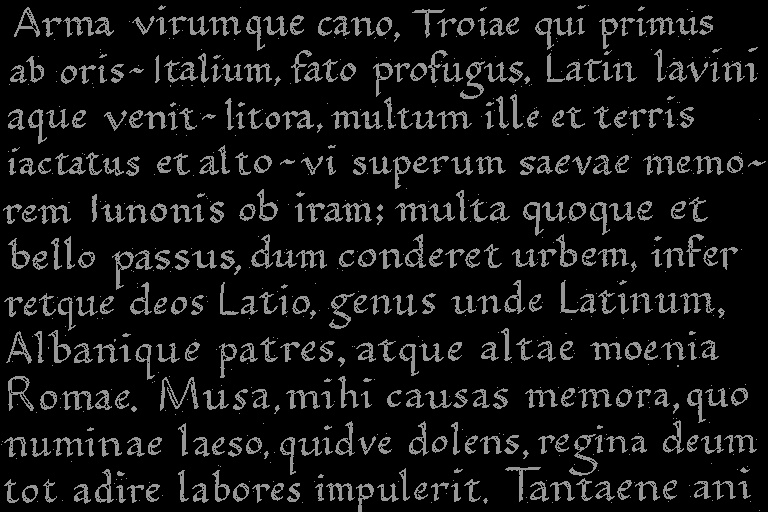 Arma virumque cano, Troiae qui primus
ab oris~Italium, fato profugus, Latin lavini
aque venit~litora, multum ille et terris
iactatus et alto~vi superum saevae memo~
rem Iunonis ob iram; multa quoque et
bello passus, dum conderet urbem, infer
retque deos Latio, genus unde Latinum,
Albanique patres, atque altae moenia
Romae. Musa, mihi causas memora, quo
numinae laeso, quidve dolens, regina deum
tot adire labores impulerit. Tantaene ani